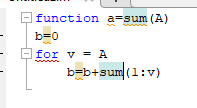 function a=sum(A)
b=0
for v = A
b=b+sum(1:v)